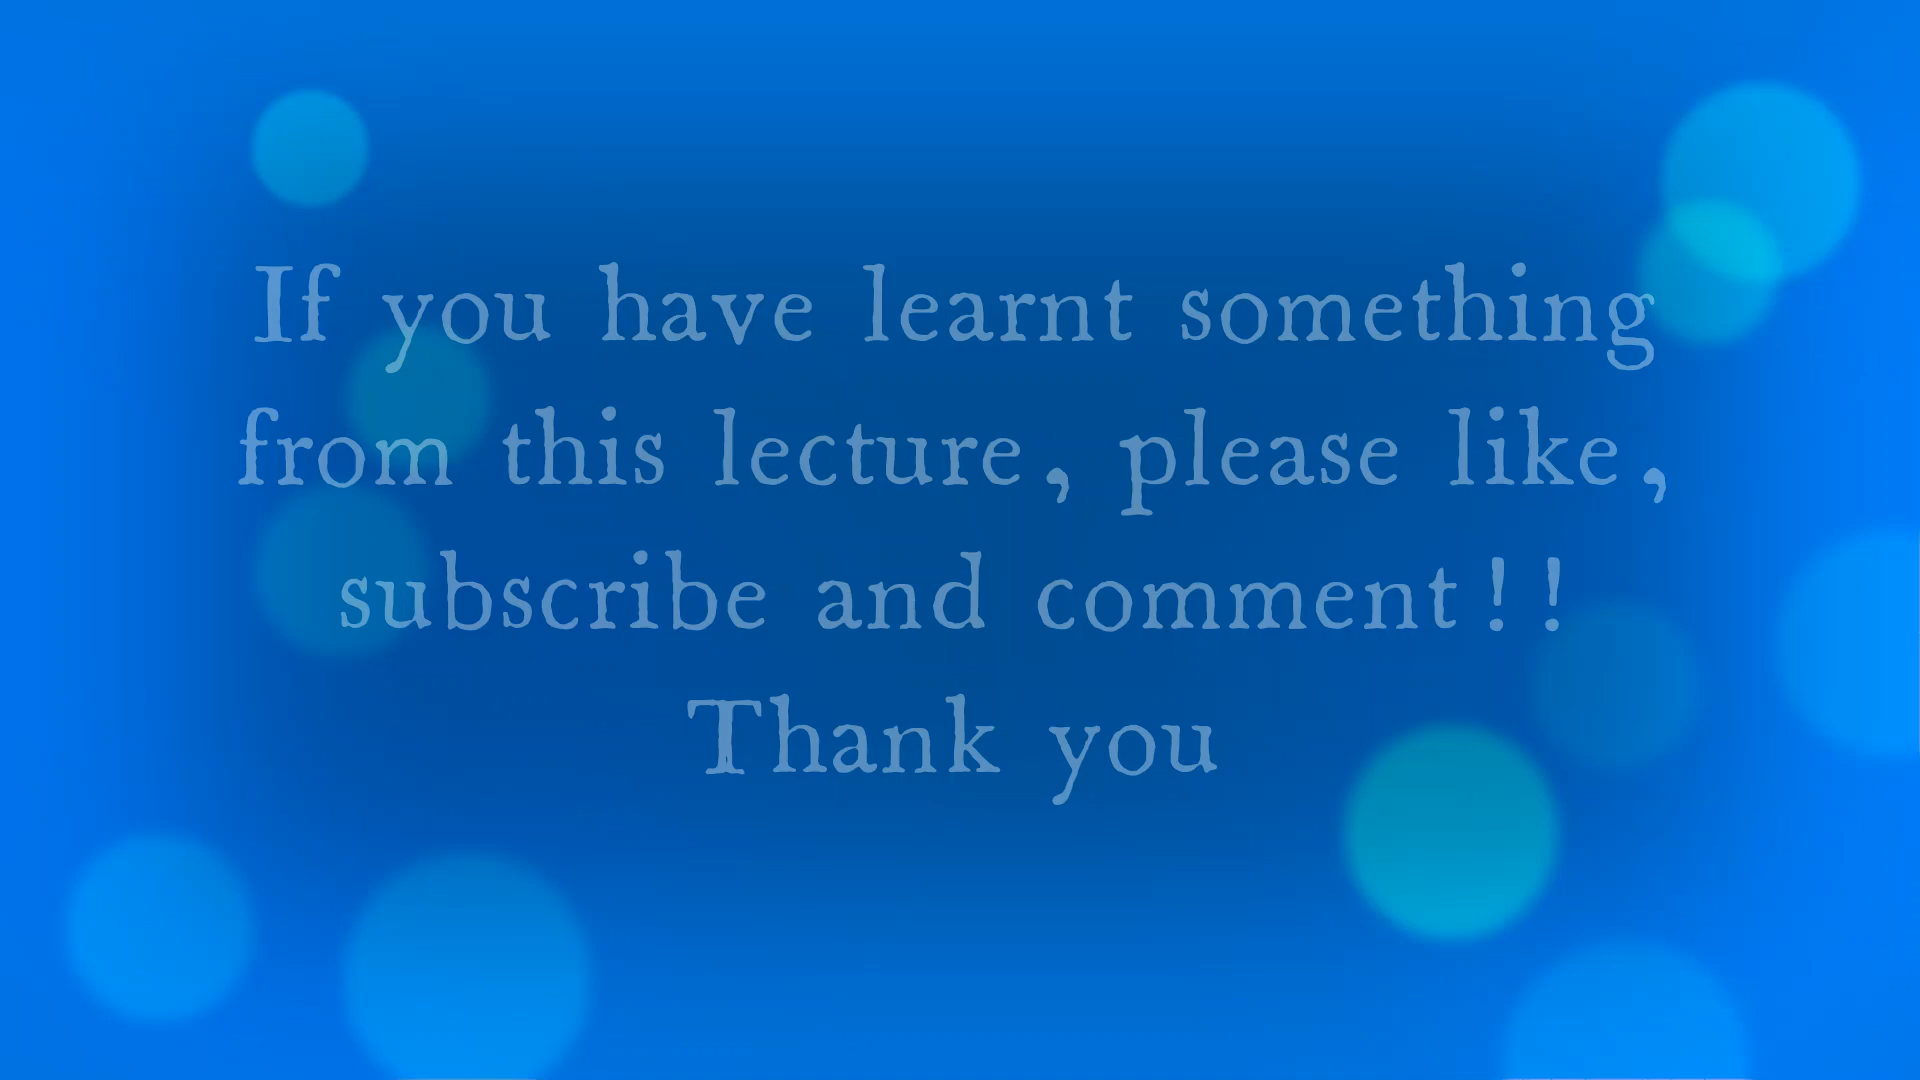 If you have learnt something
from this lecture, please like,
subscribe and comment!!
Thank you